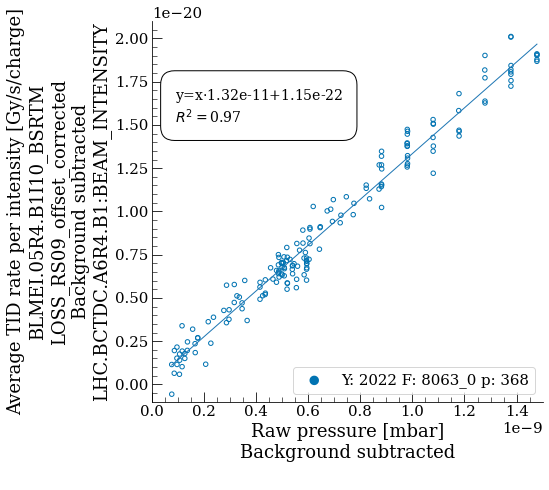 1e−20
Average TID rate per intensity [Gy/s/charge]
BLMEI.05R4.B1I10_BSRTM
LOSS_RS09_offset_corrected
Background subtracted
LHC.BCTDC.A6R4.B1:BEAM_INTENSITY
2.00
1.75
1.50
1.25
1.00
0.75
0.50
0.25
0.00
y=x·1.32e-11+1.15e-22
R² = 0.97
Y: 2022 F: 8063_0 p: 368
0.0 0.2 0.4 0.6 0.8 1.0 1.2 1.4
1e−9
Raw pressure [mbar]
Background subtracted